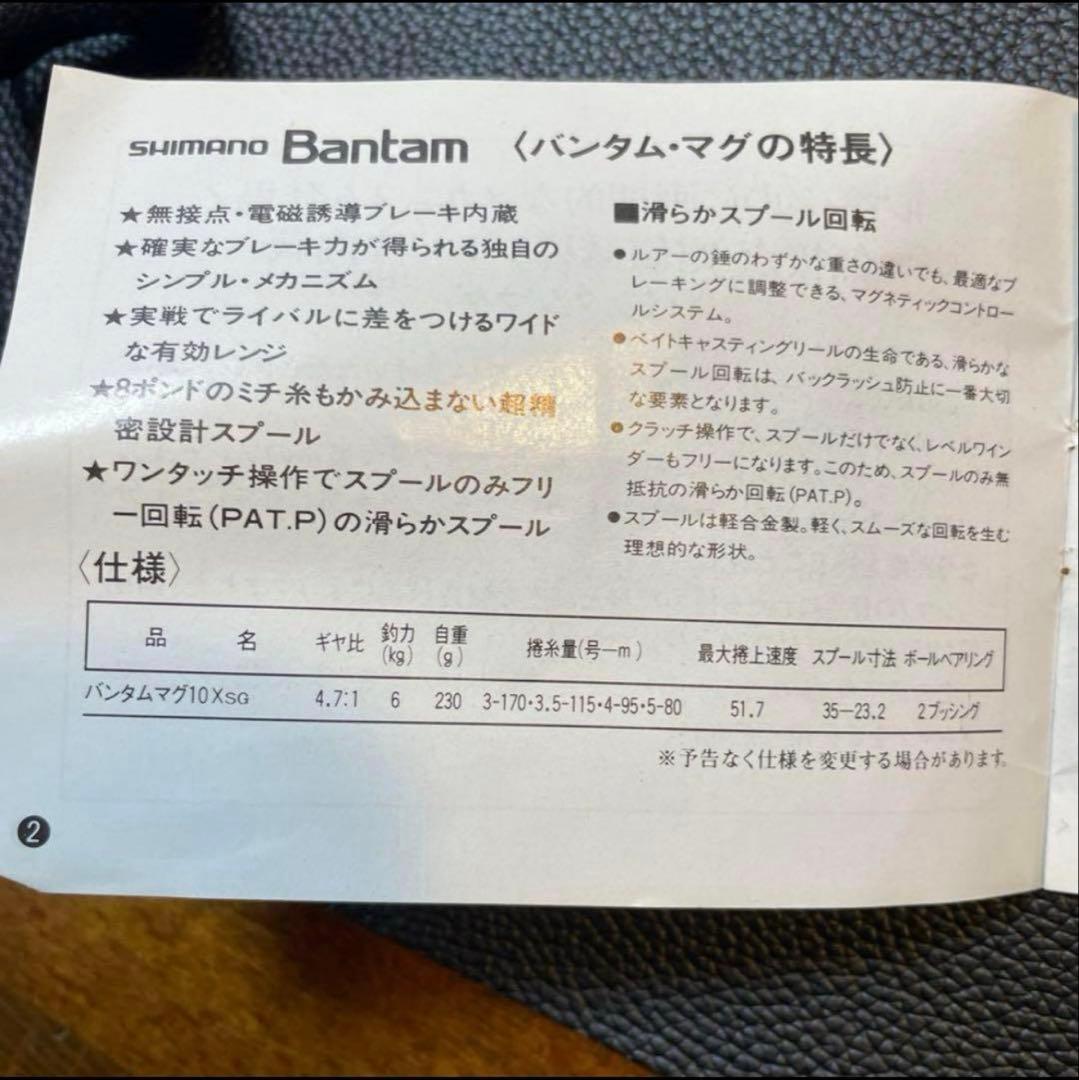 SHIMANO Bantam 〈バンタム・マグの特長〉
★無接点・電磁誘導ブレーキ内蔵
★確実なブレーキ力が得られる独自の
シンプル・メカニズム
★実戦でライバルに差をつけるワイド
な有効レンジ
★8ポンドのミチ糸もかみ込まない超精
密設計スプール
★ワンタッチ操作でスプールのみフリ
ー回転(PAT.P)の滑らかスプール
■滑らかスプール回転
●ルアーの錘のわずかな重さの違いでも、最適なブ
レーキングに調整できる、マグネティックコントロー
ルシステム。
●ベイトキャスティングリールの生命である、滑らかな
スプール回転は、バックラッシュ防止に一番大切
な要素となります。
●クラッチ操作で、スプールだけでなく、レベルワイン
ダーもフリーになります。このため、スプールのみ無
抵抗の滑らか回転(PAT.P)。
●スプールは軽合金製。軽く、スムーズな回転を生む
理想的な形状。
〈仕様〉
品名 ギヤ比 釣力(kg) 自重(g)捲糸量(号—m) 最大捲上速度 スプール寸法 ボールベアリング
バンタムマグ10XSG 4.7:1 6 230 3-170・3.5-115・4-95・5-80 51.7 35—23.2 2ブッシング
※予告なく仕様を変更する場合があります。
2